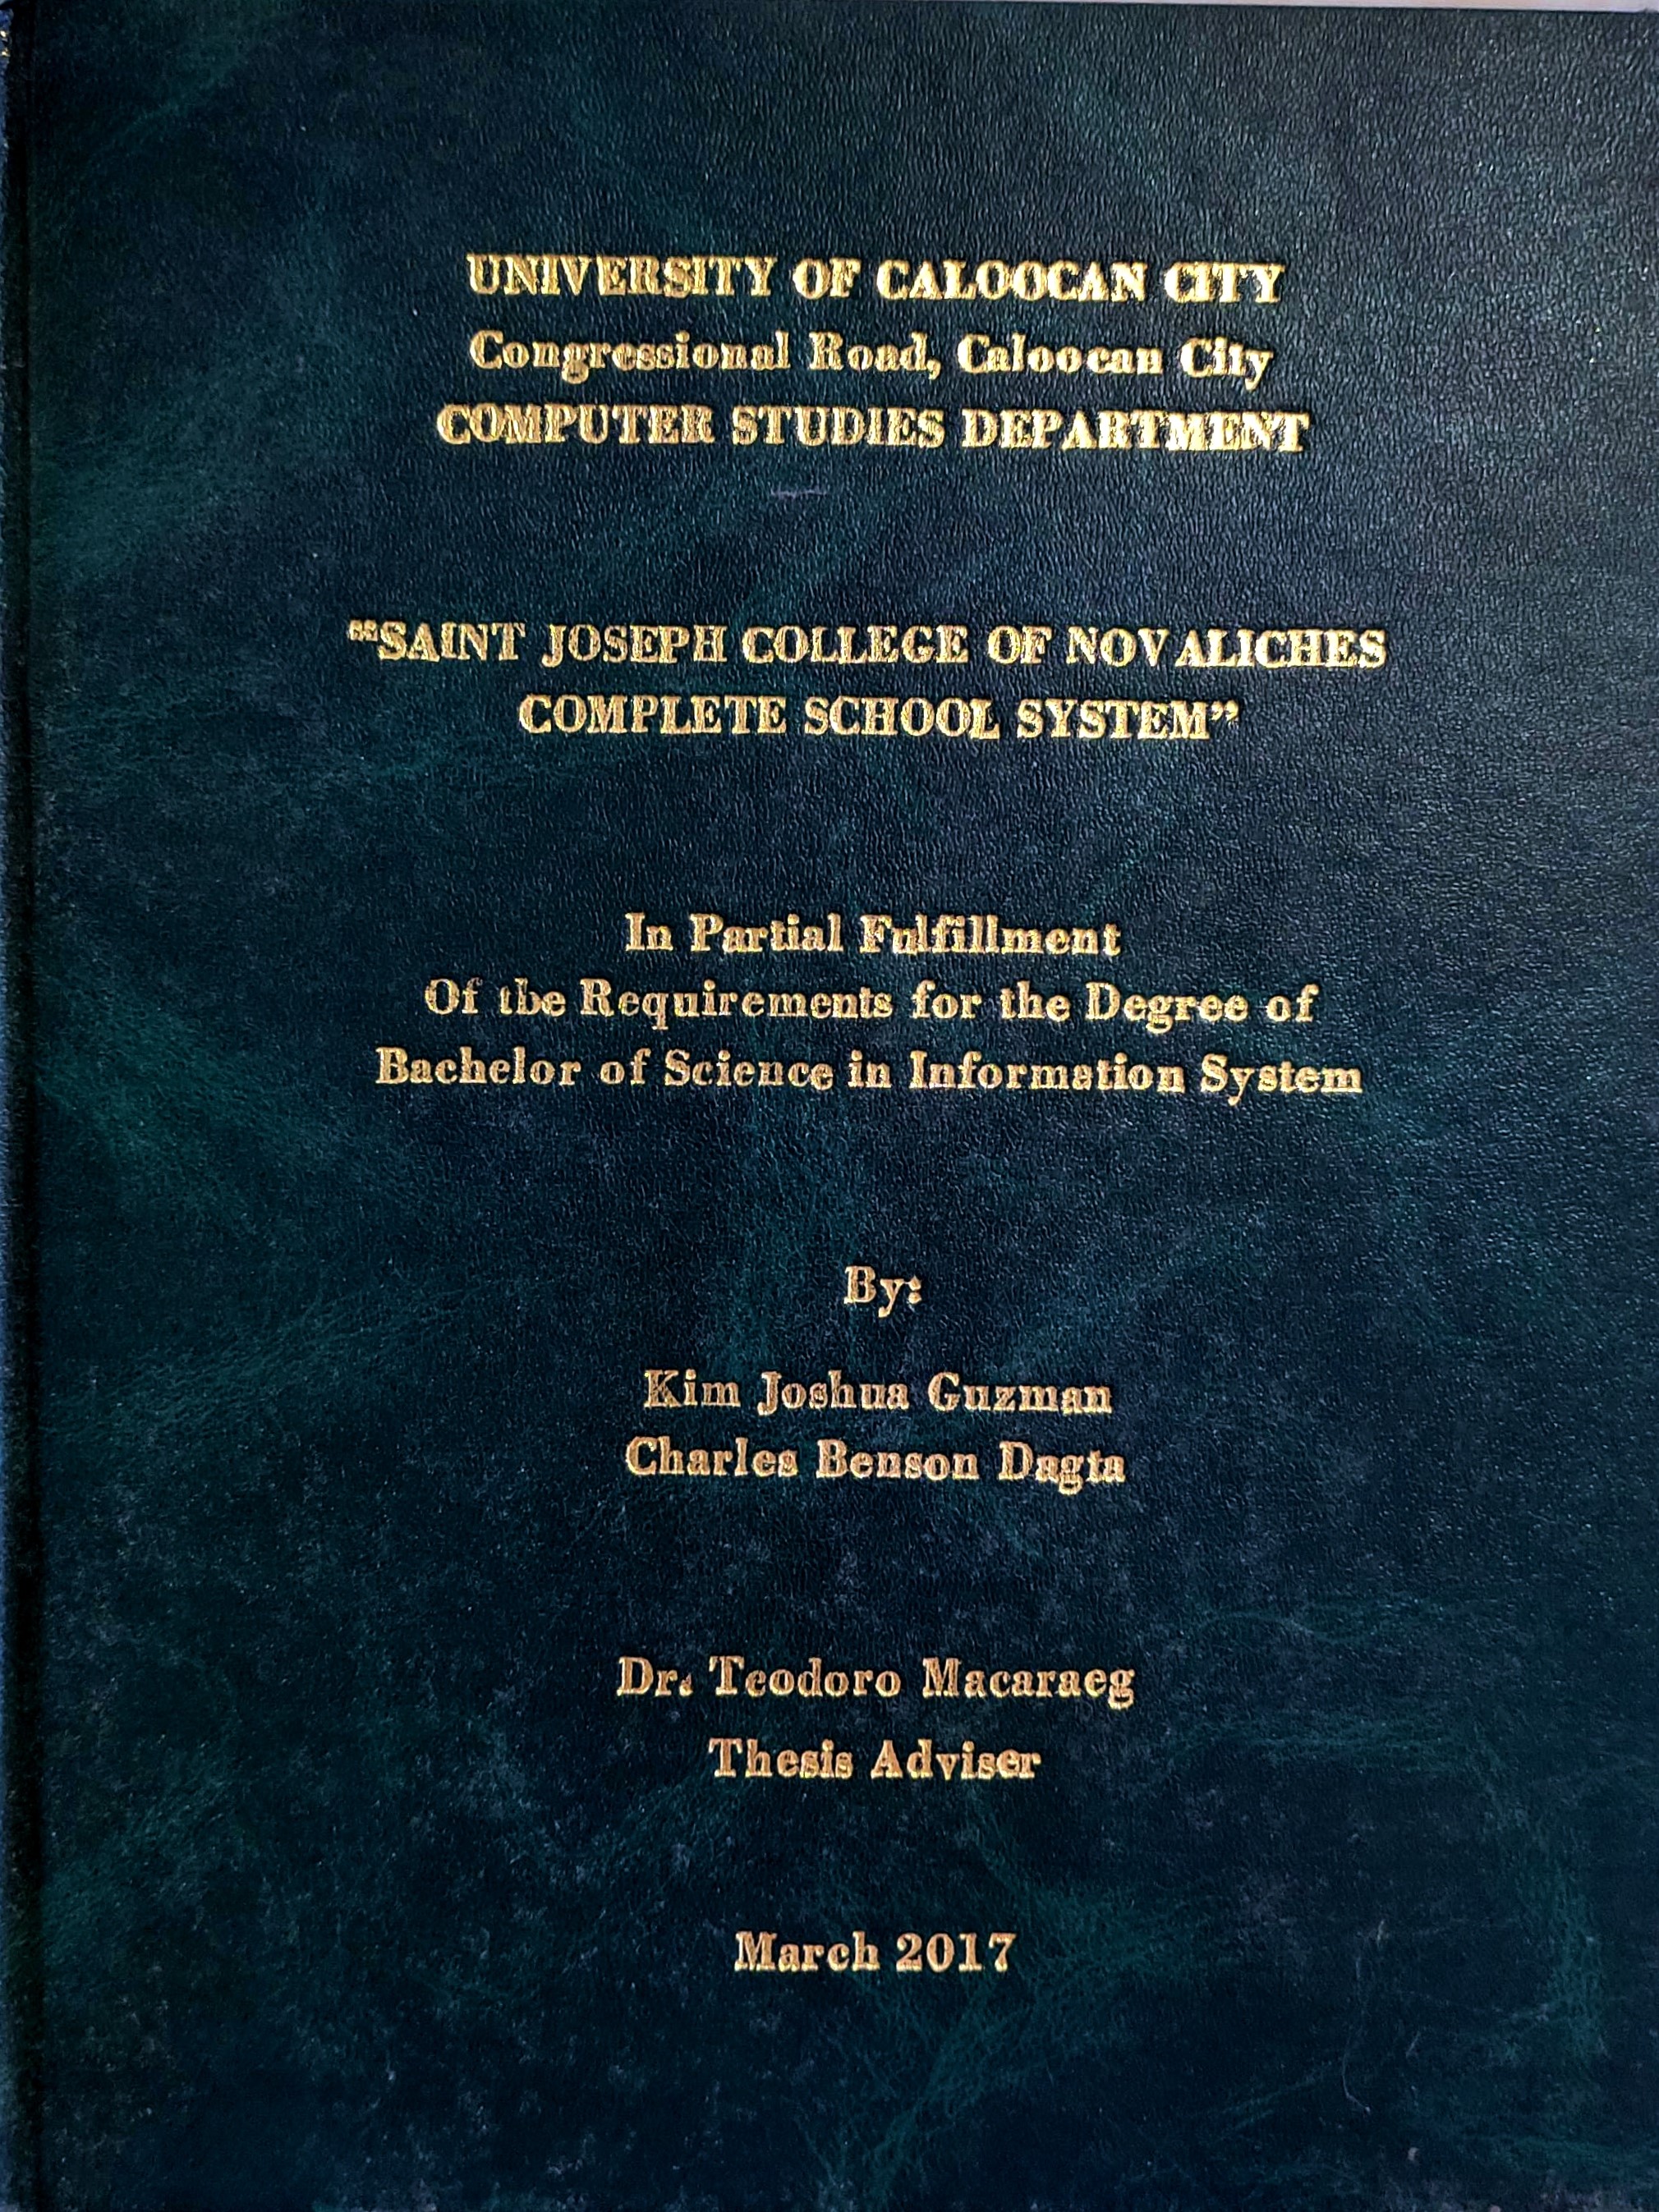 UNIVERSITY OF CALOOCAN CITY
Congressional Road, Caloocan City
COMPUTER STUDIES DEPARTMENT
“SAINT JOSEPH COLLEGE OF NOVALICHES
COMPLETE SCHOOL SYSTEM”
In Partial Fulfillment
Of the Requirements for the Degree of
Bachelor of Science in Information System
By:
Kim Joshua Guzman
Charles Benson Dagta
Dr. Teodoro Macaraeg
Thesis Adviser
March 2017